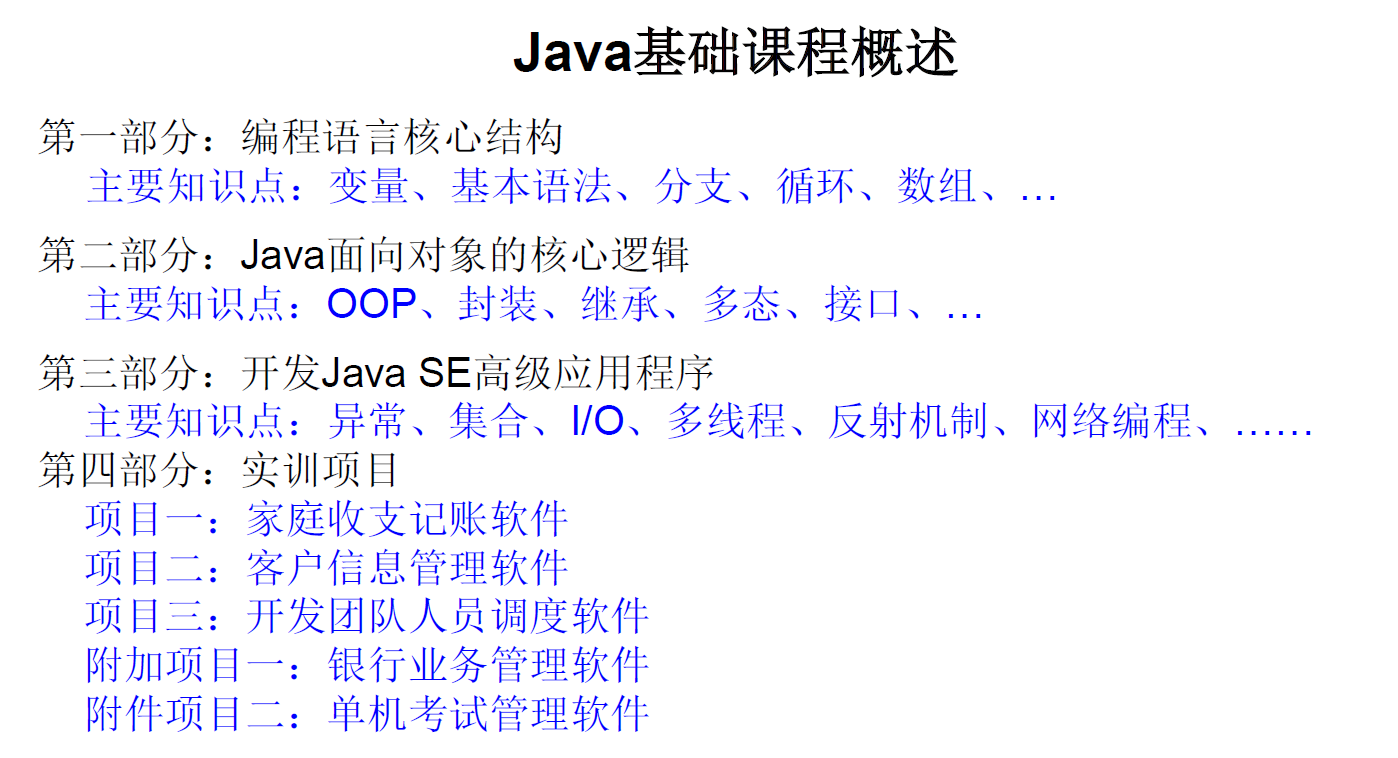 Java基础课程概述
第一部分：编程语言核心结构
主要知识点：变量、基本语法、分支、循环、数组、…
第二部分：Java面向对象的核心逻辑
主要知识点：OOP、封装、继承、多态、接口、…
第三部分：开发Java SE高级应用程序
主要知识点：异常、集合、I/O、多线程、反射机制、网络编程、……
第四部分：实训项目
项目一：家庭收支记账软件
项目二：客户信息管理软件
项目三：开发团队人员调度软件
附加项目一：银行业务管理软件
附件项目二：单机考试管理软件